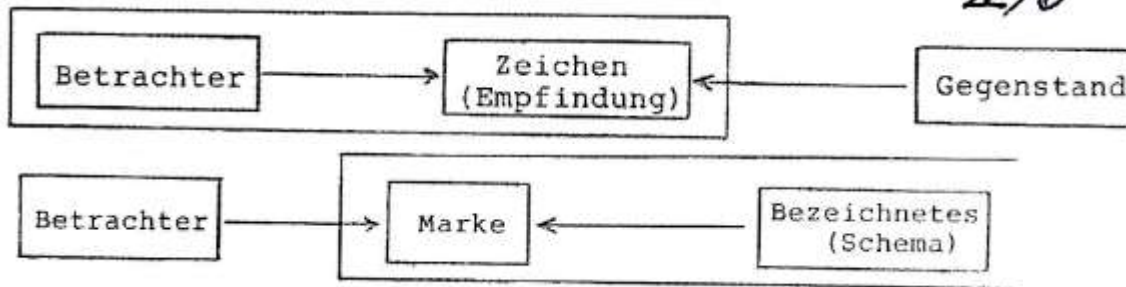 Betrachter
Zeichen
(Empfindung)
Gegenstand
Betrachter
Marke
Bezeichnetes
(Schema)